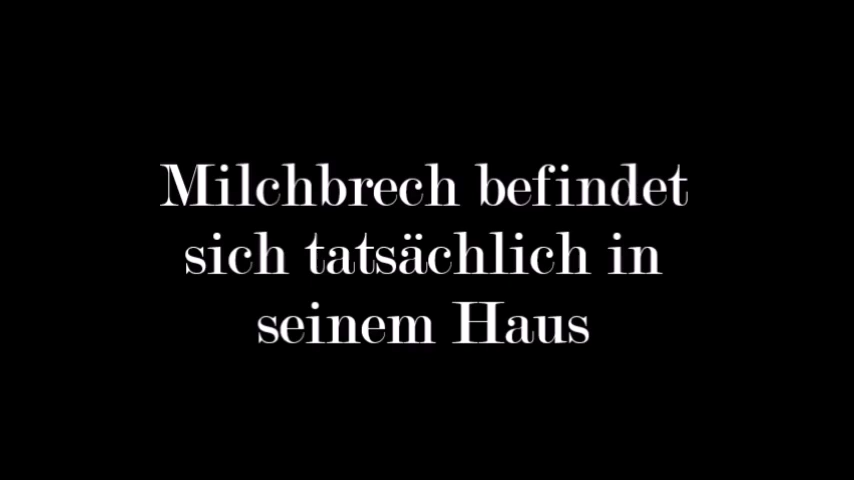 Milchbrech befindet
sich tatsächlich in
seinem Haus